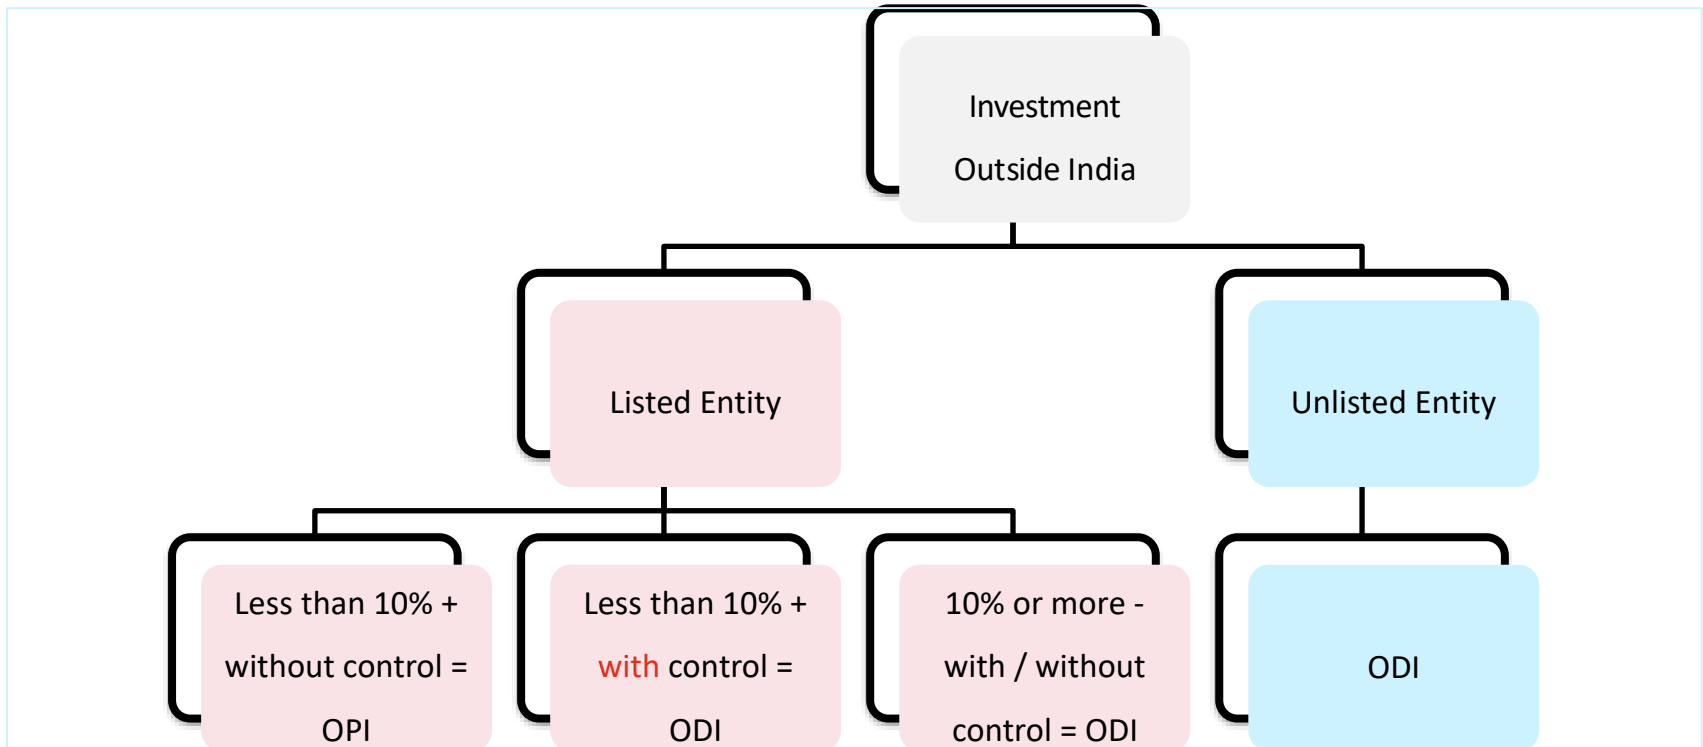 Investment
Outside India
Listed Entity
Unlisted Entity
Less than 10% +
without control =
OPI
Less than 10% +
with control =
ODI
10% or more -
with / without
control = ODI
ODI